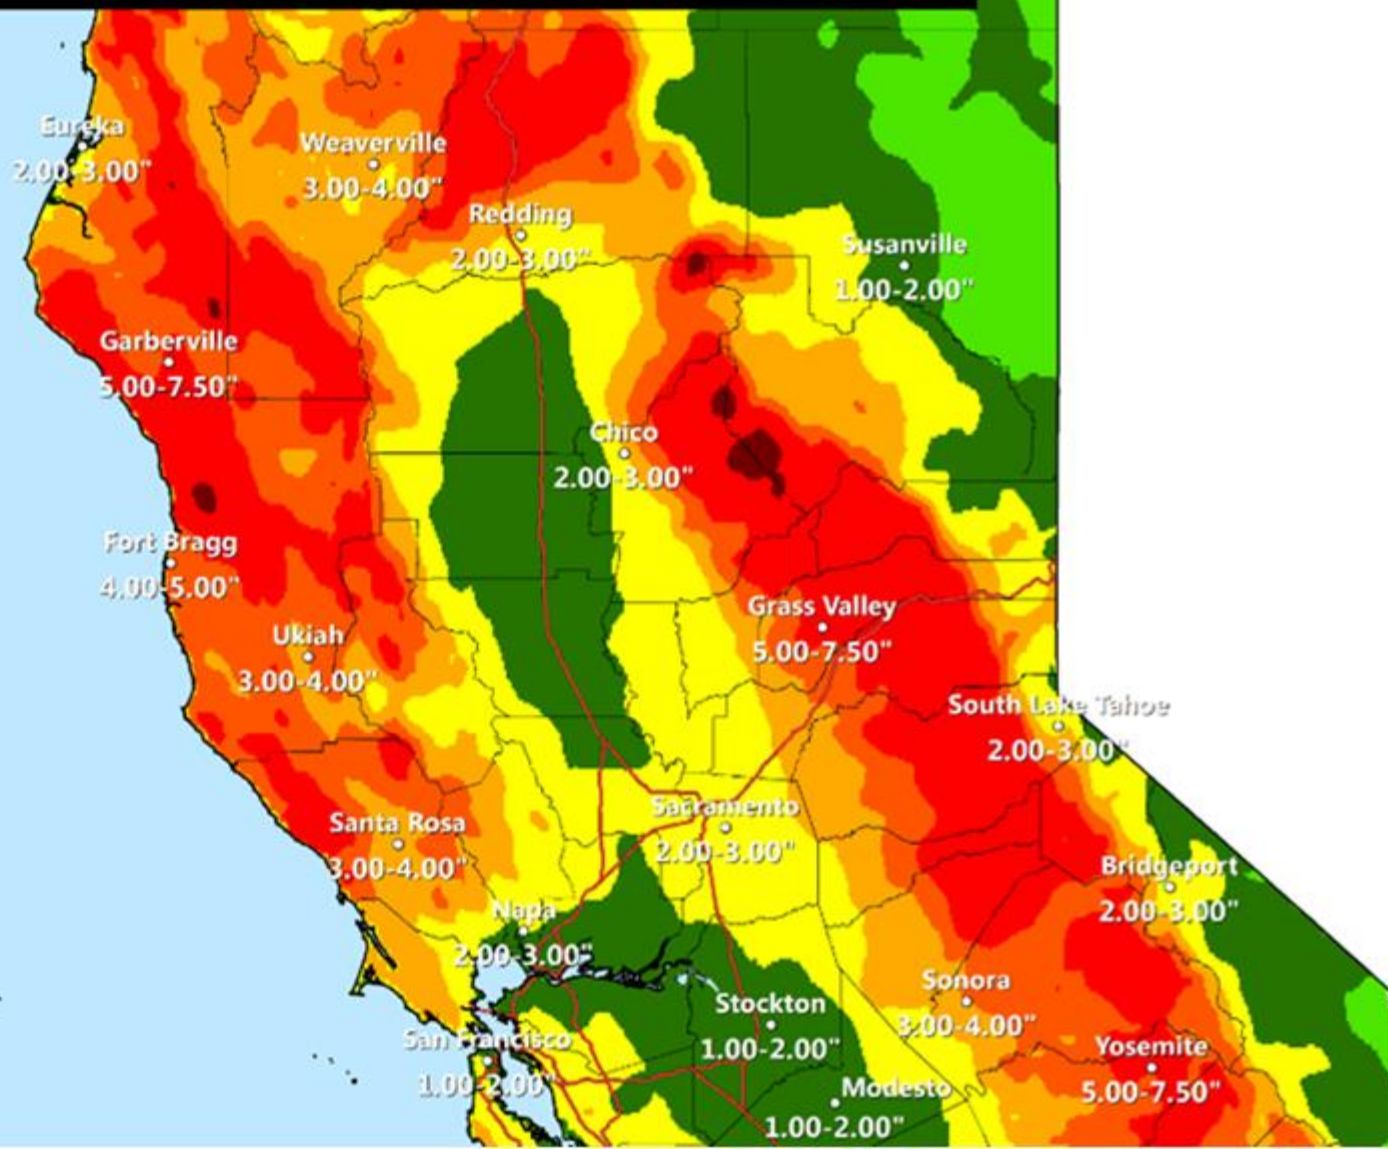 Eureka
2.00-3.00"
Weaverville
3.00-4.00"
Redding
2.00-3.00"
Susanville
1.00-2.00"
Garberville
5.00-7.50"
Chico
2.00-3.00"
Fort Bragg
4.00-5.00"
Grass Valley
5.00-7.50"
Ukiah
3.00-4.00"
South Lake Tahoe
2.00-3.00"
Sacramento
2.00-3.00"
Santa Rosa
3.00-4.00"
Bridgeport
2.00-3.00"
Napa
2.00-3.00"
Sonora
3.00-4.00"
Stockton
1.00-2.00"
San Francisco
1.00-2.00"
Yosemite
5.00-7.50"
Modesto
1.00-2.00"